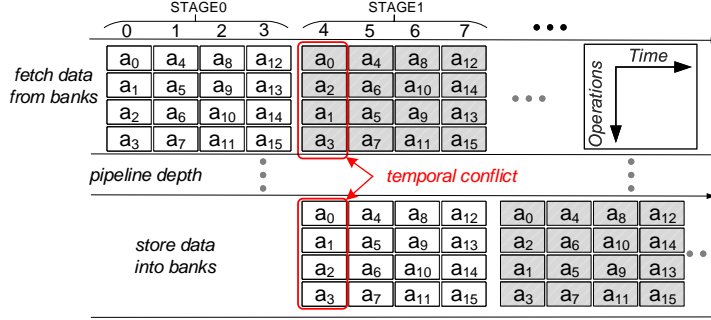 STAGE0 STAGE1
0 1 2 3 4 5 6 7
fetch data
from banks
a0 a4 a8 a12 a0 a4 a8 a12
a1 a5 a9 a13 a2 a6 a10 a14
a2 a6 a10 a14 a1 a5 a9 a13
a3 a7 a11 a15 a3 a7 a11 a15
Time
Operations
pipeline depth
temporal conflict
store data
into banks
a0 a4 a8 a12 a0 a4 a8 a12
a1 a5 a9 a13 a2 a6 a10 a14
a2 a6 a10 a14 a1 a5 a9 a13
a3 a7 a11 a15 a3 a7 a11 a15